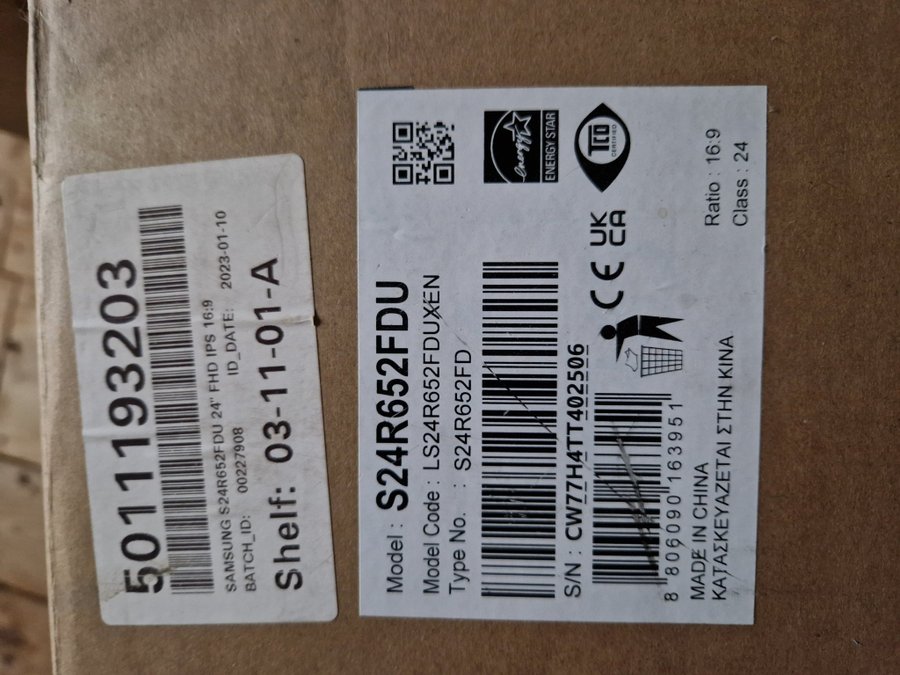 5011193203
SAMSUNG S24R652FDU 24" FHD IPS 16:9
BATCH_ID: 00227908 ID_DATE: 2023-01-10
Shelf: 03-11-01-A
Model : S24R652FDU
Model Code : LS24R652FDUXEN
Type No. : S24R652FD
S/N : CW77H4TT402506
8 806090 163951
MADE IN CHINA
ΚΑΤΑΣΚΕΥΑΖΕΤΑΙ ΣΤΗΝ ΚΙΝΑ
energy
ENERGY STAR
TCO
CERTIFIED
CE
UK
CA
Ratio : 16:9
Class : 24